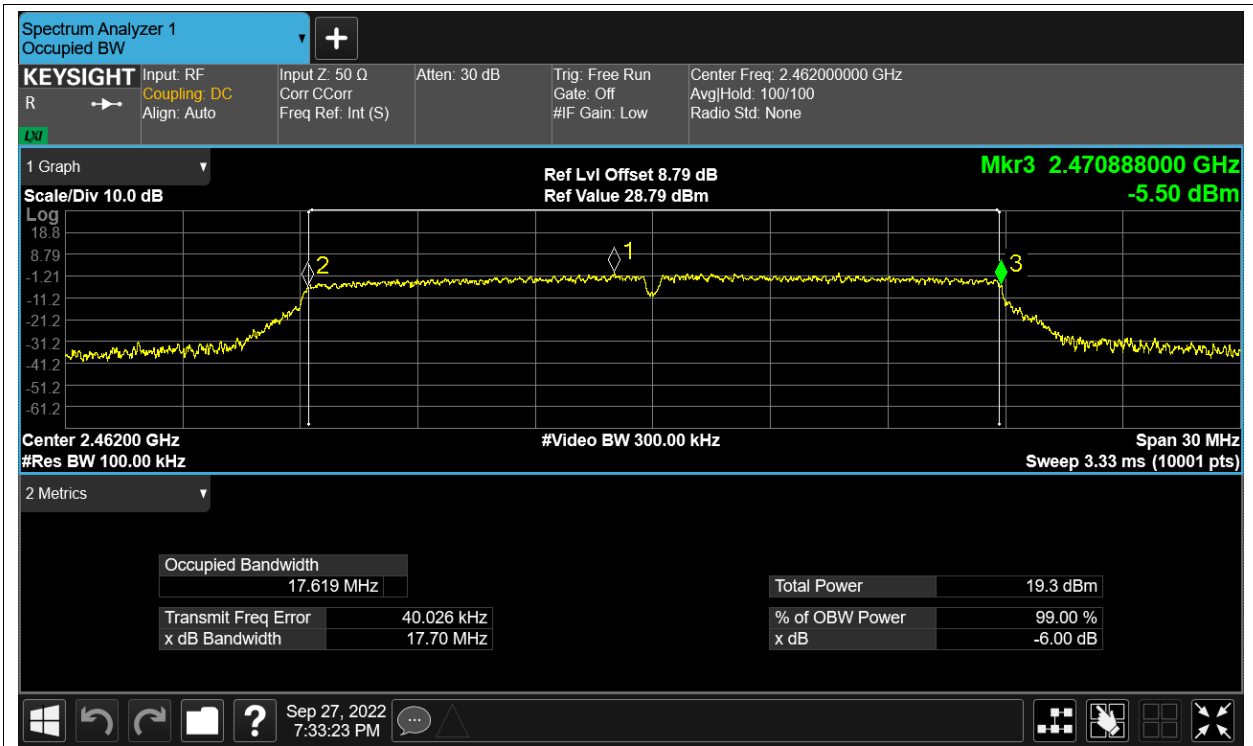 Spectrum Analyzer 1
Occupied BW
KEYSIGHT
R
LXI
Input: RF
Coupling: DC
Align: Auto
Input Z: 50 Ω
Corr CCorr
Freq Ref: Int (S)
Atten: 30 dB
Trig: Free Run
Gate: Off
#IF Gain: Low
Center Freq: 2.462000000 GHz
Avg|Hold: 100/100
Radio Std: None
1 Graph
Scale/Div 10.0 dB
Ref Lvl Offset 8.79 dB
Ref Value 28.79 dBm
Mkr3 2.470888000 GHz
-5.50 dBm
Log
18.8
8.79
-1.21
-11.2
-21.2
-31.2
-41.2
-51.2
-61.2
2
1
3
Center 2.46200 GHz
#Res BW 100.00 kHz
#Video BW 300.00 kHz
Span 30 MHz
Sweep 3.33 ms (10001 pts)
2 Metrics
Occupied Bandwidth
17.619 MHz
Transmit Freq Error 40.026 kHz
x dB Bandwidth 17.70 MHz
Total Power 19.3 dBm
% of OBW Power 99.00 %
x dB -6.00 dB
?
Sep 27, 2022
7:33:23 PM